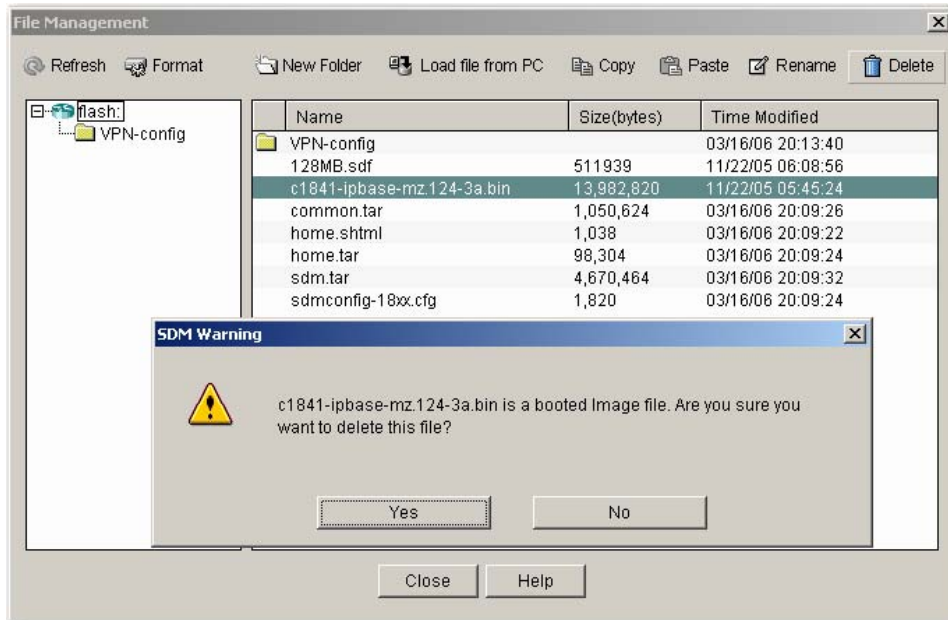 File Management
Refresh Format New Folder Load file from PC Copy Paste Rename Delete
flash:
VPN-config
Name Size(bytes) Time Modified
VPN-config 03/16/06 20:13:40
128MB.sdf 511939 11/22/05 06:08:56
c1841-ipbase-mz.124-3a.bin 13,982,820 11/22/05 05:45:24
common.tar 1,050,624 03/16/06 20:09:26
home.shtml 1,038 03/16/06 20:09:22
home.tar 98,304 03/16/06 20:09:24
sdm.tar 4,670,464 03/16/06 20:09:32
sdmconfig-18xx.cfg 1,820 03/16/06 20:09:24
SDM Warning
c1841-ipbase-mz.124-3a.bin is a booted Image file. Are you sure you
want to delete this file?
Yes No
Close Help